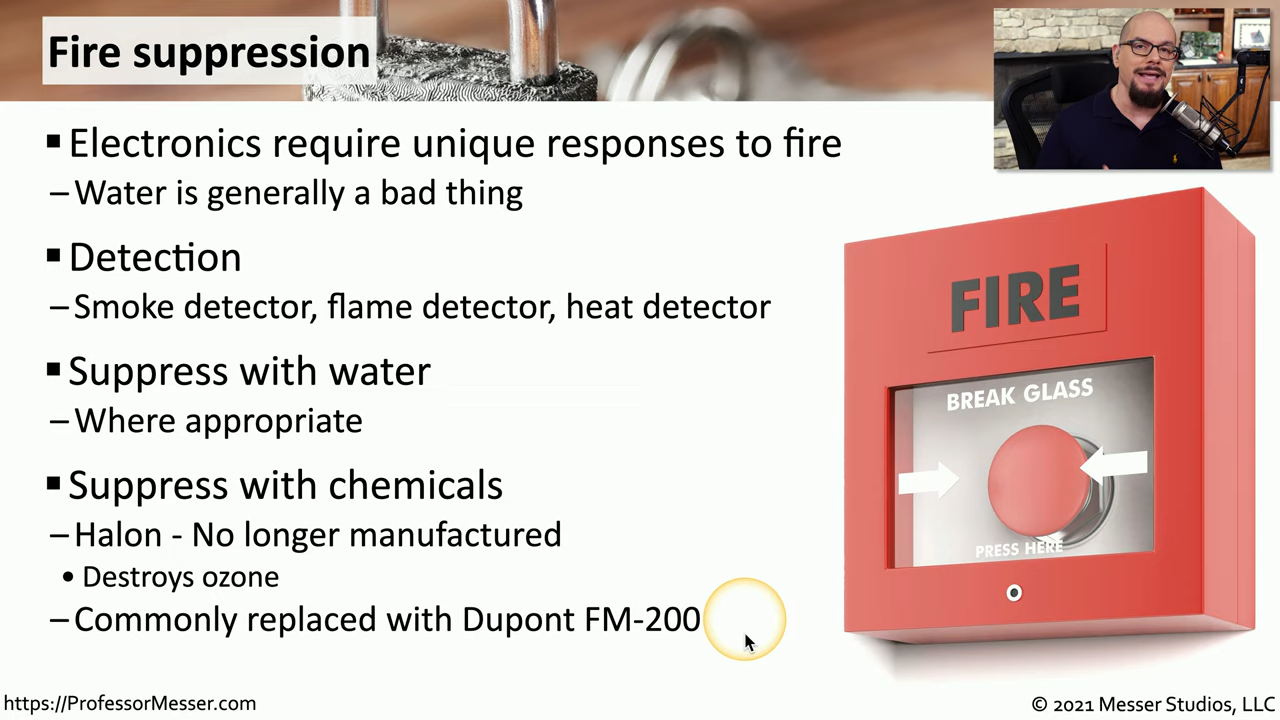 Fire suppression
▪ Electronics require unique responses to fire
– Water is generally a bad thing
▪ Detection
– Smoke detector, flame detector, heat detector
▪ Suppress with water
– Where appropriate
▪ Suppress with chemicals
– Halon - No longer manufactured
• Destroys ozone
– Commonly replaced with Dupont FM-200
FIRE
BREAK GLASS
PRESS HERE
https://ProfessorMesser.com
© 2021 Messer Studios, LLC